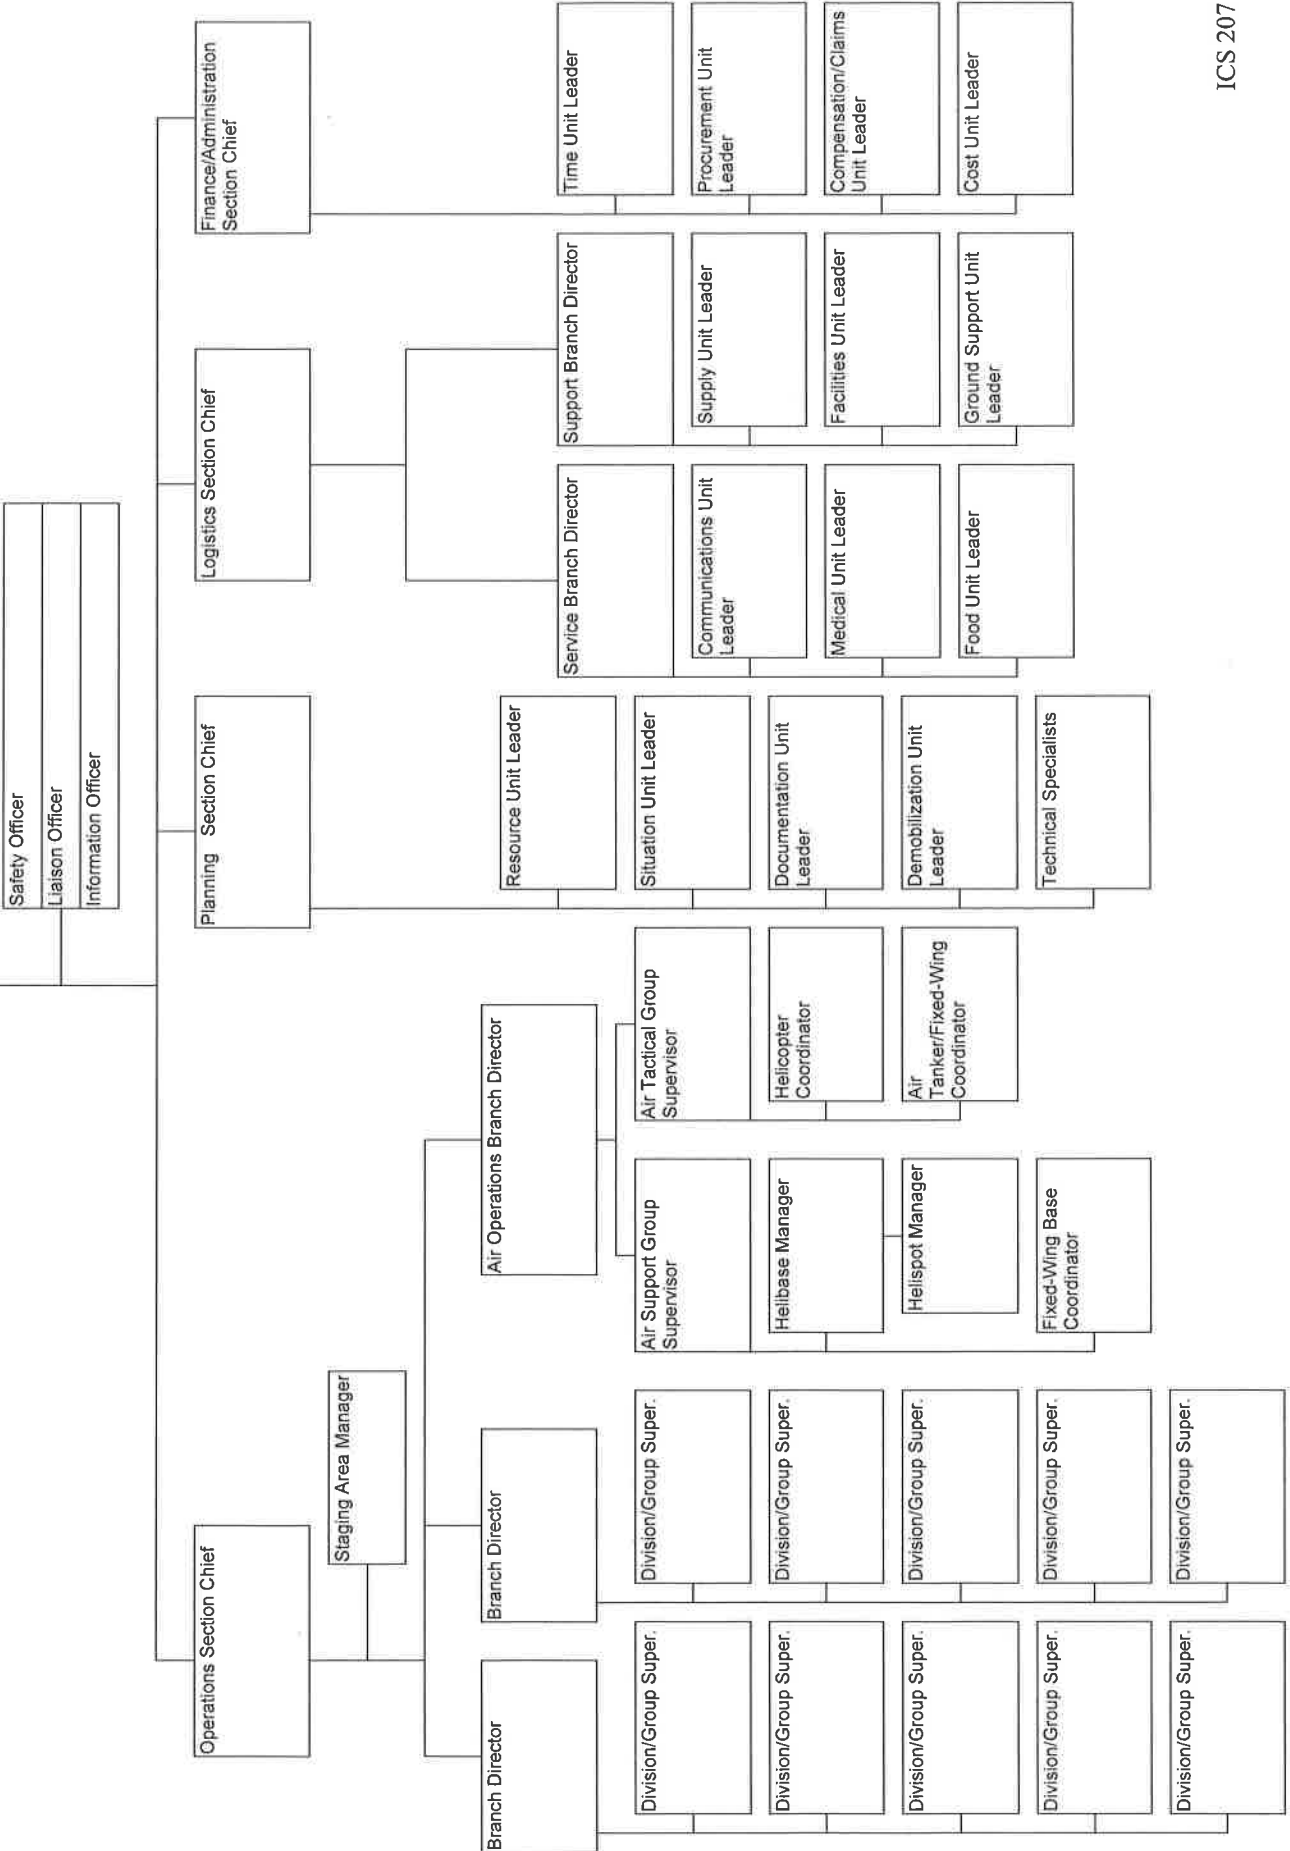 Safety Officer
Liaison Officer
Information Officer
Operations Section Chief
Staging Area Manager
Branch Director
Division/Group Super.
Division/Group Super.
Division/Group Super.
Division/Group Super.
Division/Group Super.
Branch Director
Division/Group Super.
Division/Group Super.
Division/Group Super.
Division/Group Super.
Division/Group Super.
Air Operations Branch Director
Air Support Group
Supervisor
Helibase Manager
Helispot Manager
Fixed-Wing Base
Coordinator
Air Tactical Group
Supervisor
Helicopter
Coordinator
Air
Tanker/Fixed-Wing
Coordinator
Planning Section Chief
Resource Unit Leader
Situation Unit Leader
Documentation Unit
Leader
Demobilization Unit
Leader
Technical Specialists
Logistics Section Chief
Service Branch Director
Communications Unit
Leader
Medical Unit Leader
Food Unit Leader
Support Branch Director
Supply Unit Leader
Facilities Unit Leader
Ground Support Unit
Leader
Finance/Administration
Section Chief
Time Unit Leader
Procurement Unit
Leader
Compensation/Claims
Unit Leader
Cost Unit Leader
ICS 207